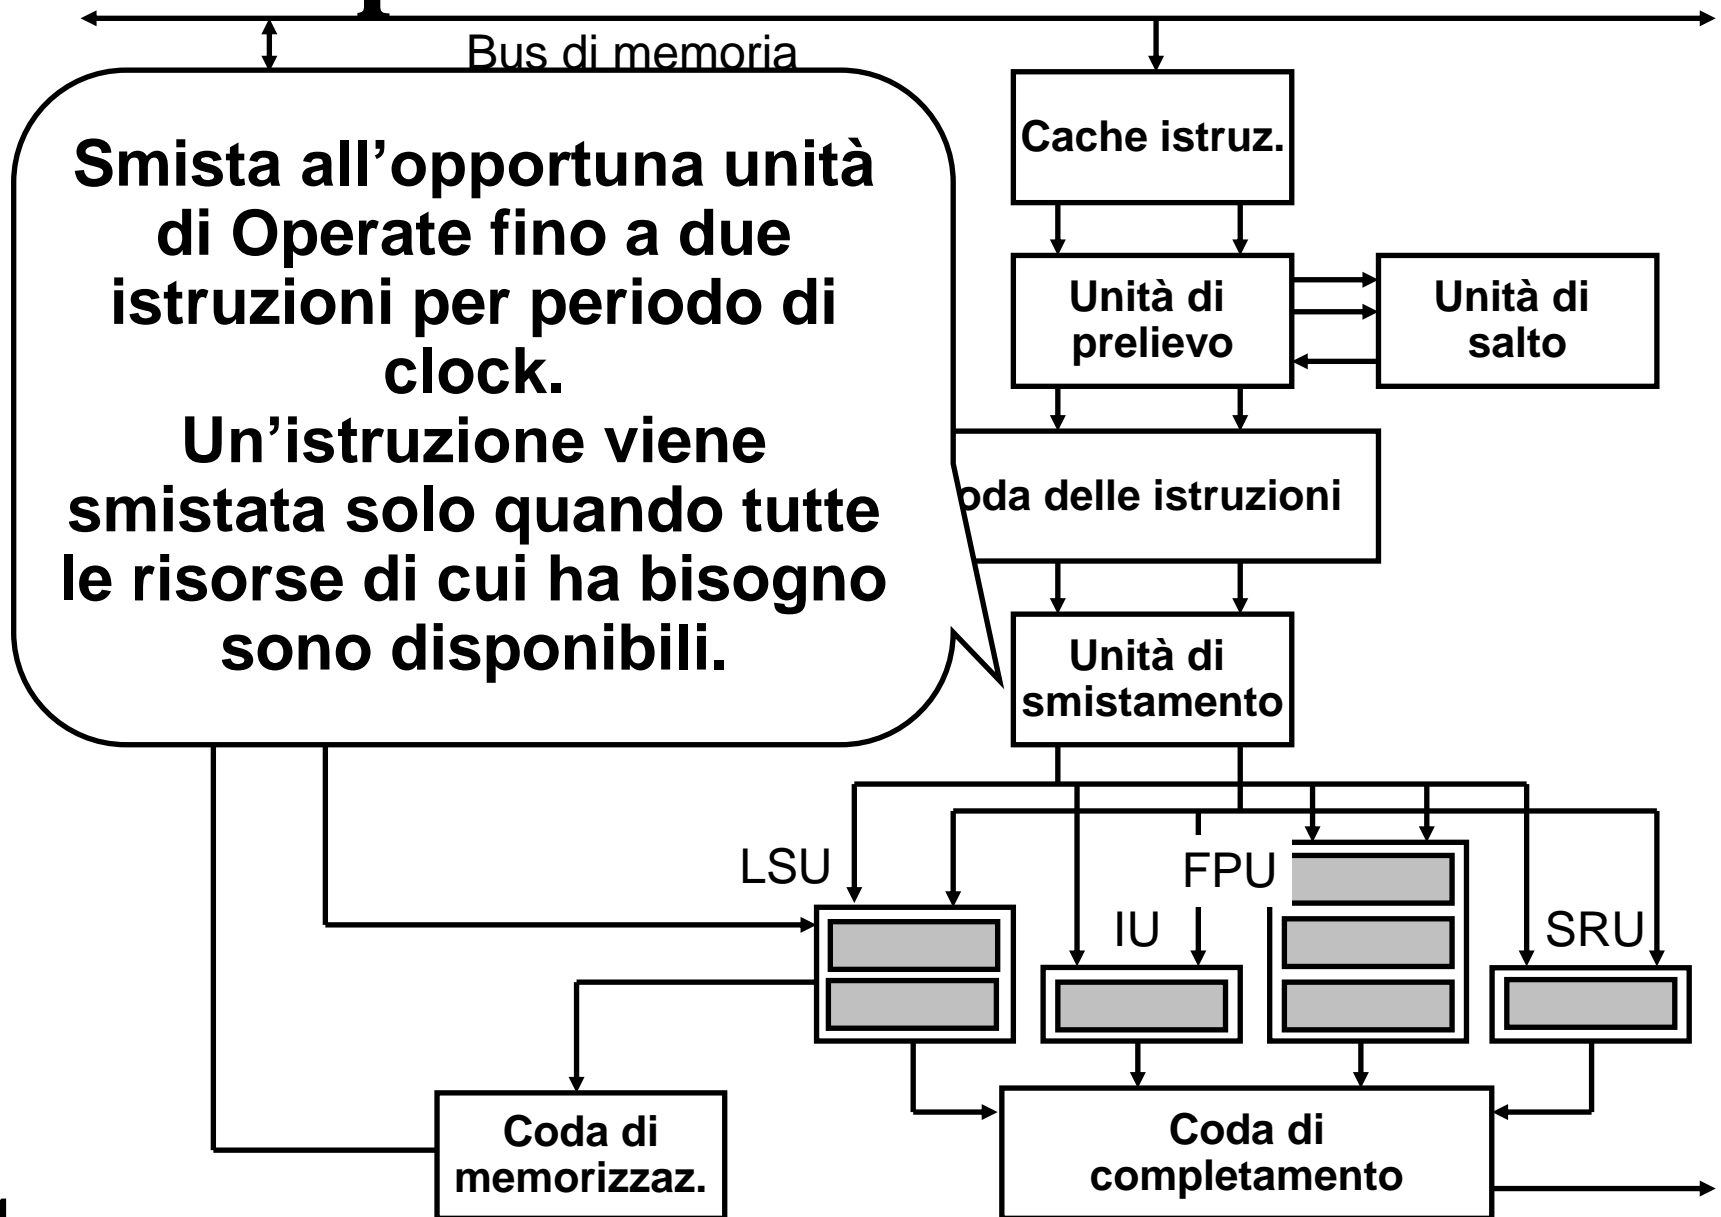 Bus di memoria
Smista all’opportuna unità
di Operate fino a due
istruzioni per periodo di
clock.
Un’istruzione viene
smistata solo quando tutte
le risorse di cui ha bisogno
sono disponibili.
Cache istruz.
Unità di
prelievo
Unità di
salto
oda delle istruzioni
Unità di
smistamento
LSU
IU
FPU
SRU
Coda di
memorizzaz.
Coda di
completamento